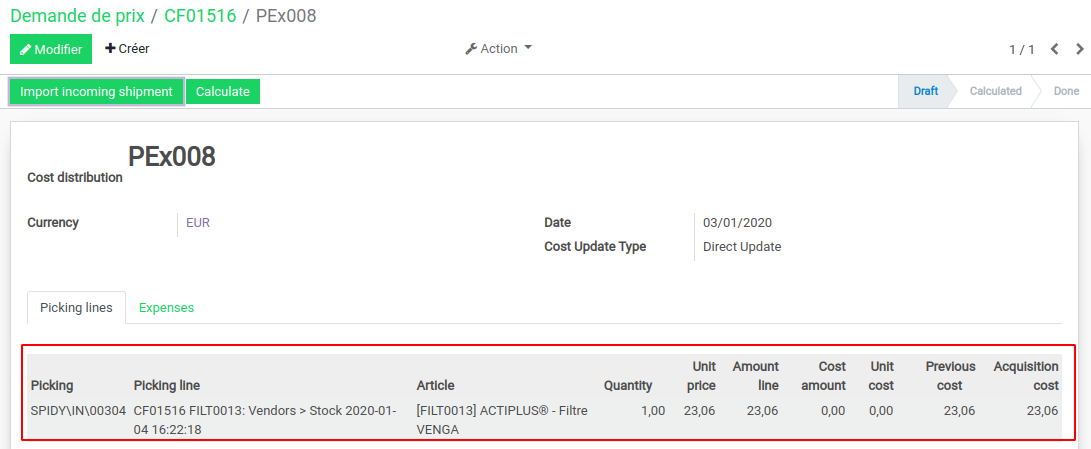 Demande de prix / CF01516 / PEx008
Modifier
Créer
Action
1 / 1
Import incoming shipment
Calculate
Draft
Calculated
Done
PEx008
Cost distribution
Currency
EUR
Date
03/01/2020
Cost Update Type
Direct Update
Picking lines
Expenses
Picking
Picking line
Article
Quantity
Unit
price
Amount
line
Cost
amount
Unit
cost
Previous
cost
Acquisition
cost
SPIDY\IN\00304
CF01516 FILT0013: Vendors > Stock 2020-01-
04 16:22:18
[FILT0013] ACTIPLUS® - Filtre
VENGA
1,00
23,06
23,06
0,00
0,00
23,06
23,06